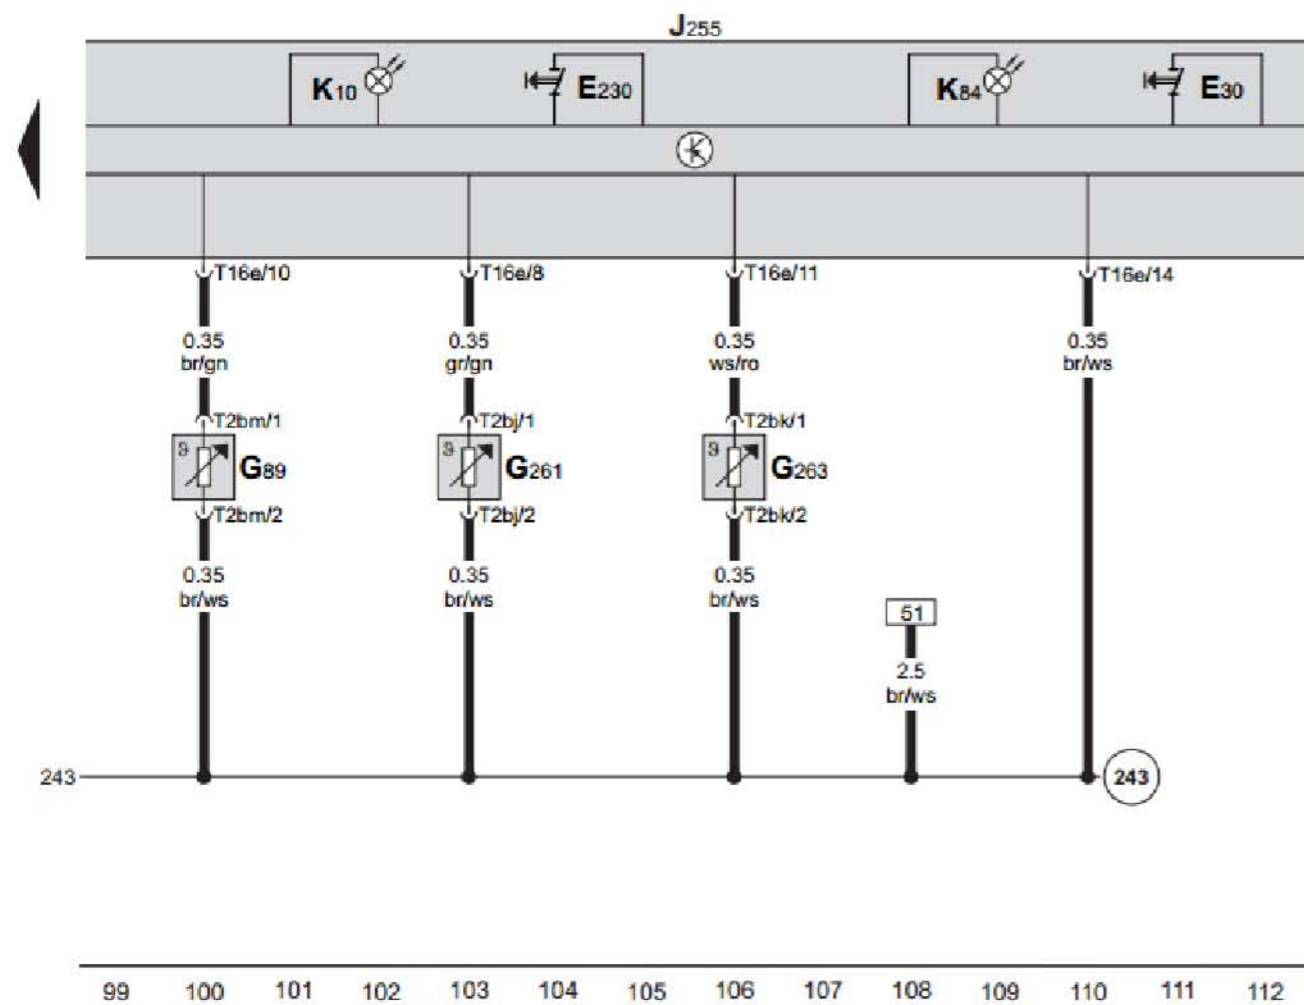 J255
K10 E230 K84 E30
T16e/10 T16e/8 T16e/11 T16e/14
0.35 0.35 0.35 0.35
br/gn gr/gn ws/ro br/ws
T2bm/1 T2bj/1 T2bk/1
ϑ G89 ϑ G261 ϑ G263
T2bm/2 T2bj/2 T2bk/2
0.35 0.35 0.35
br/ws br/ws br/ws
51
2.5
br/ws
243 243
99 100 101 102 103 104 105 106 107 108 109 110 111 112